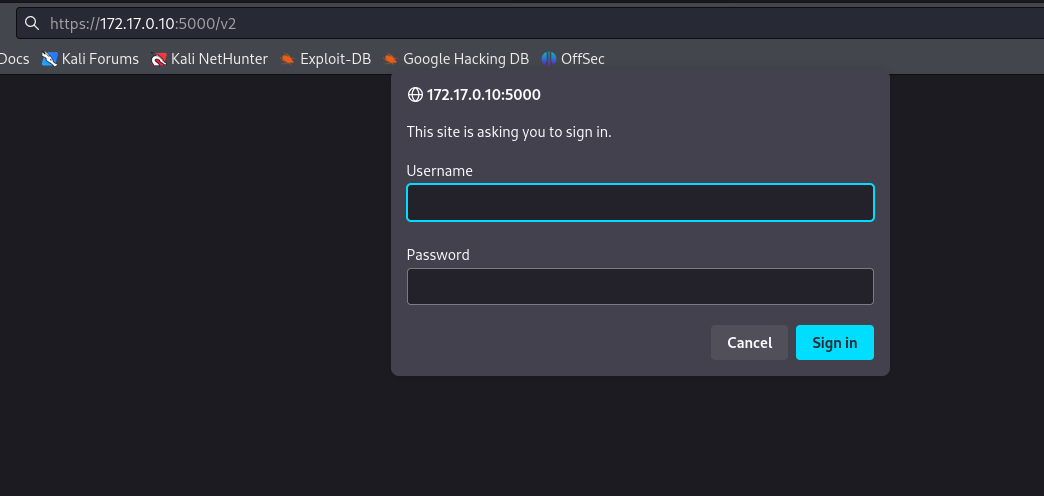 https://172.17.0.10:5000/v2
Docs Kali Forums Kali NetHunter Exploit-DB Google Hacking DB OffSec
172.17.0.10:5000
This site is asking you to sign in.
Username
Password
Cancel Sign in